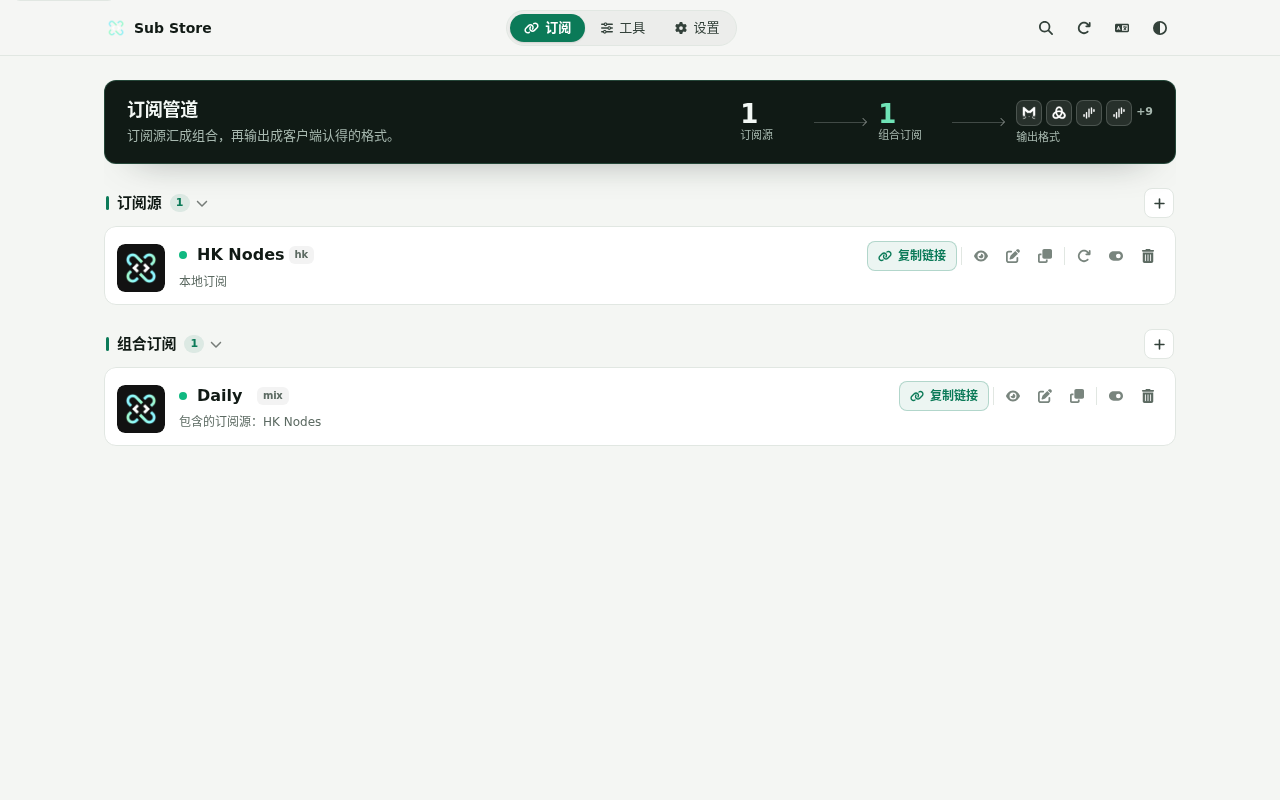 Sub Store
订阅
工具
设置
订阅管道
订阅源汇成组合，再输出成客户端认得的格式。
1
订阅源
1
组合订阅
+9
输出格式
订阅源 1
HK Nodes hk
本地订阅
复制链接
组合订阅 1
Daily mix
包含的订阅源：HK Nodes
复制链接